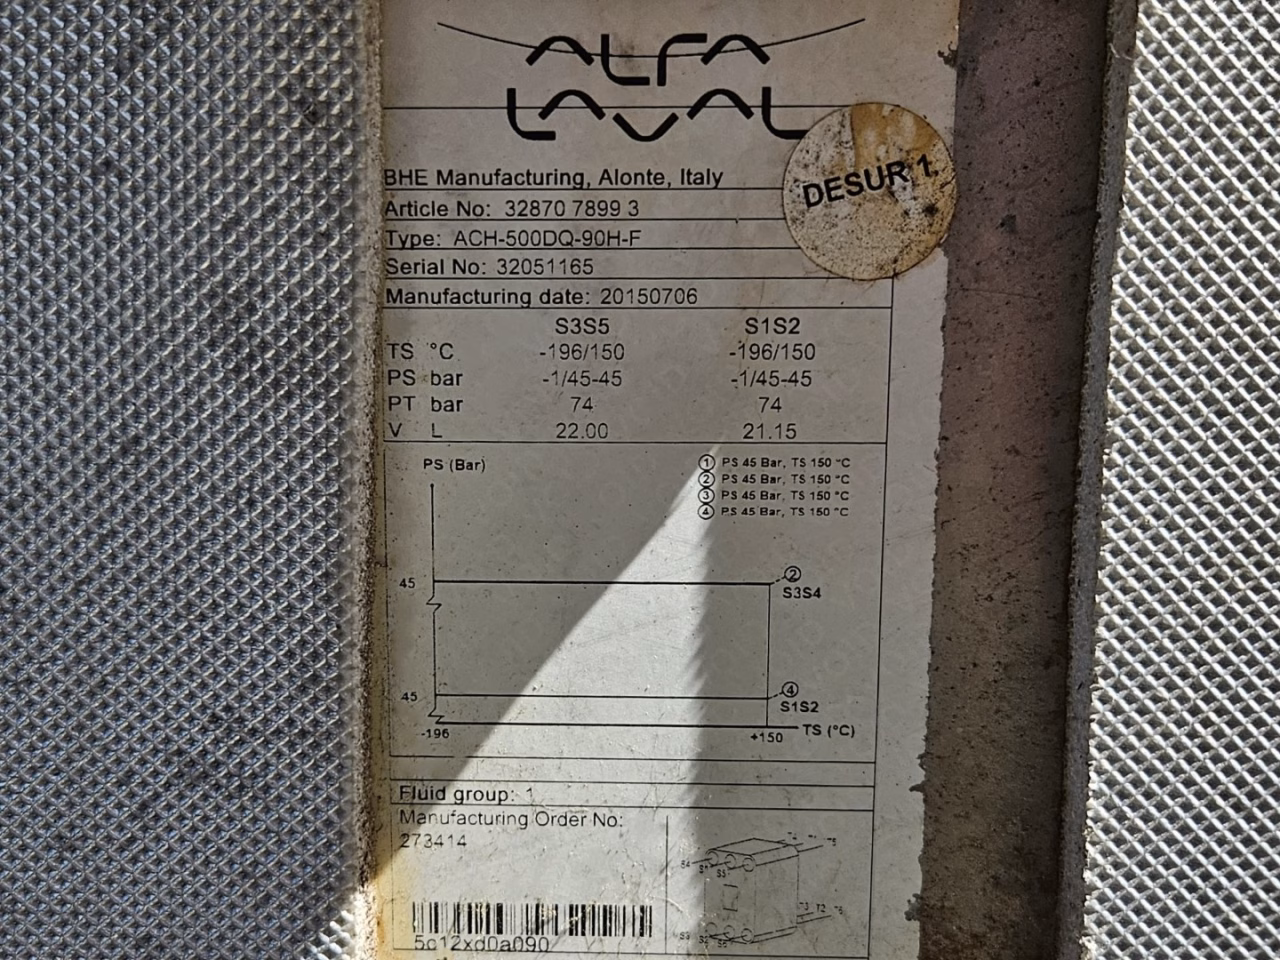 ALFA
LAVAL
DESUR 1.
BHE Manufacturing, Alonte, Italy
Article No: 32870 7899 3
Type: ACH-500DQ-90H-F
Serial No: 32051165
Manufacturing date: 20150706
S3S5 S1S2
TS °C -196/150 -196/150
PS bar -1/45-45 -1/45-45
PT bar 74 74
V L 22.00 21.15
PS (Bar)
① PS 45 Bar, TS 150 °C
② PS 45 Bar, TS 150 °C
③ PS 45 Bar, TS 150 °C
④ PS 45 Bar, TS 150 °C
45 ② S3S4
45 ④ S1S2
-196 +150 TS (°C)
Fluid group: 1
Manufacturing Order No:
273414
5c12xd0a090